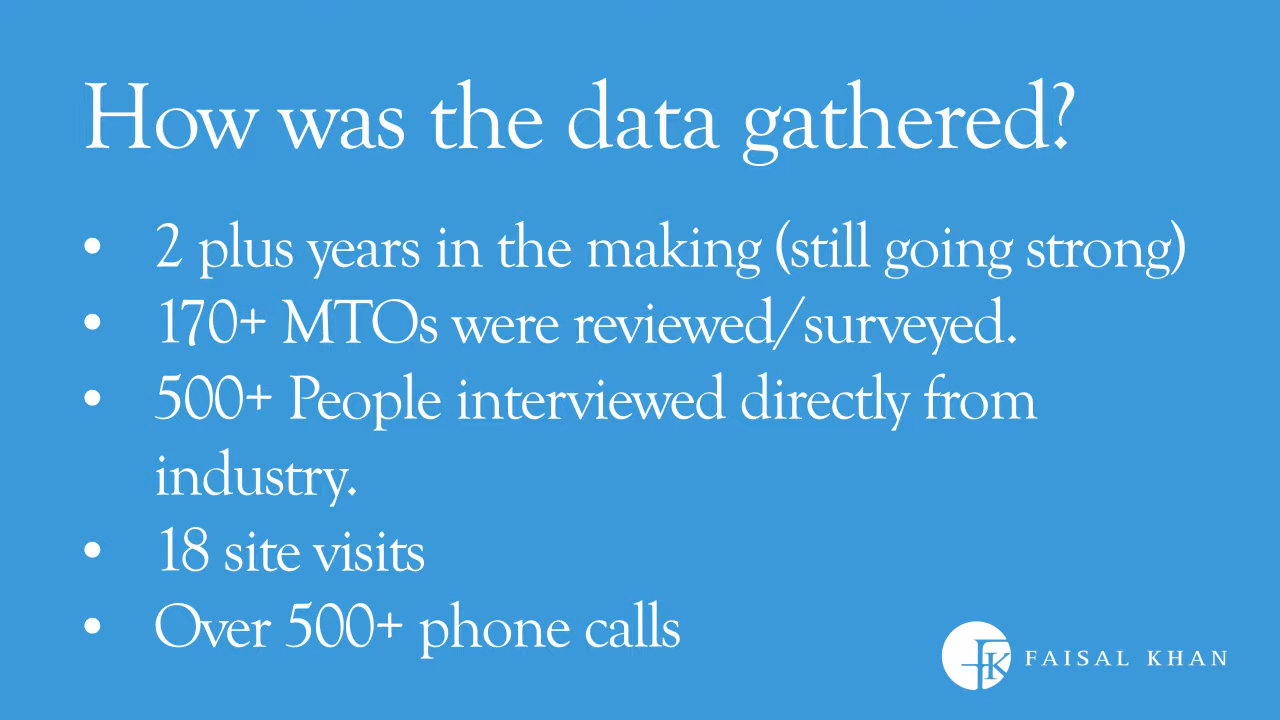 How was the data gathered?
• 2 plus years in the making (still going strong)
• 170+ MTOs were reviewed/surveyed.
• 500+ People interviewed directly from
industry.
• 18 site visits
• Over 500+ phone calls
FK FAISAL KHAN